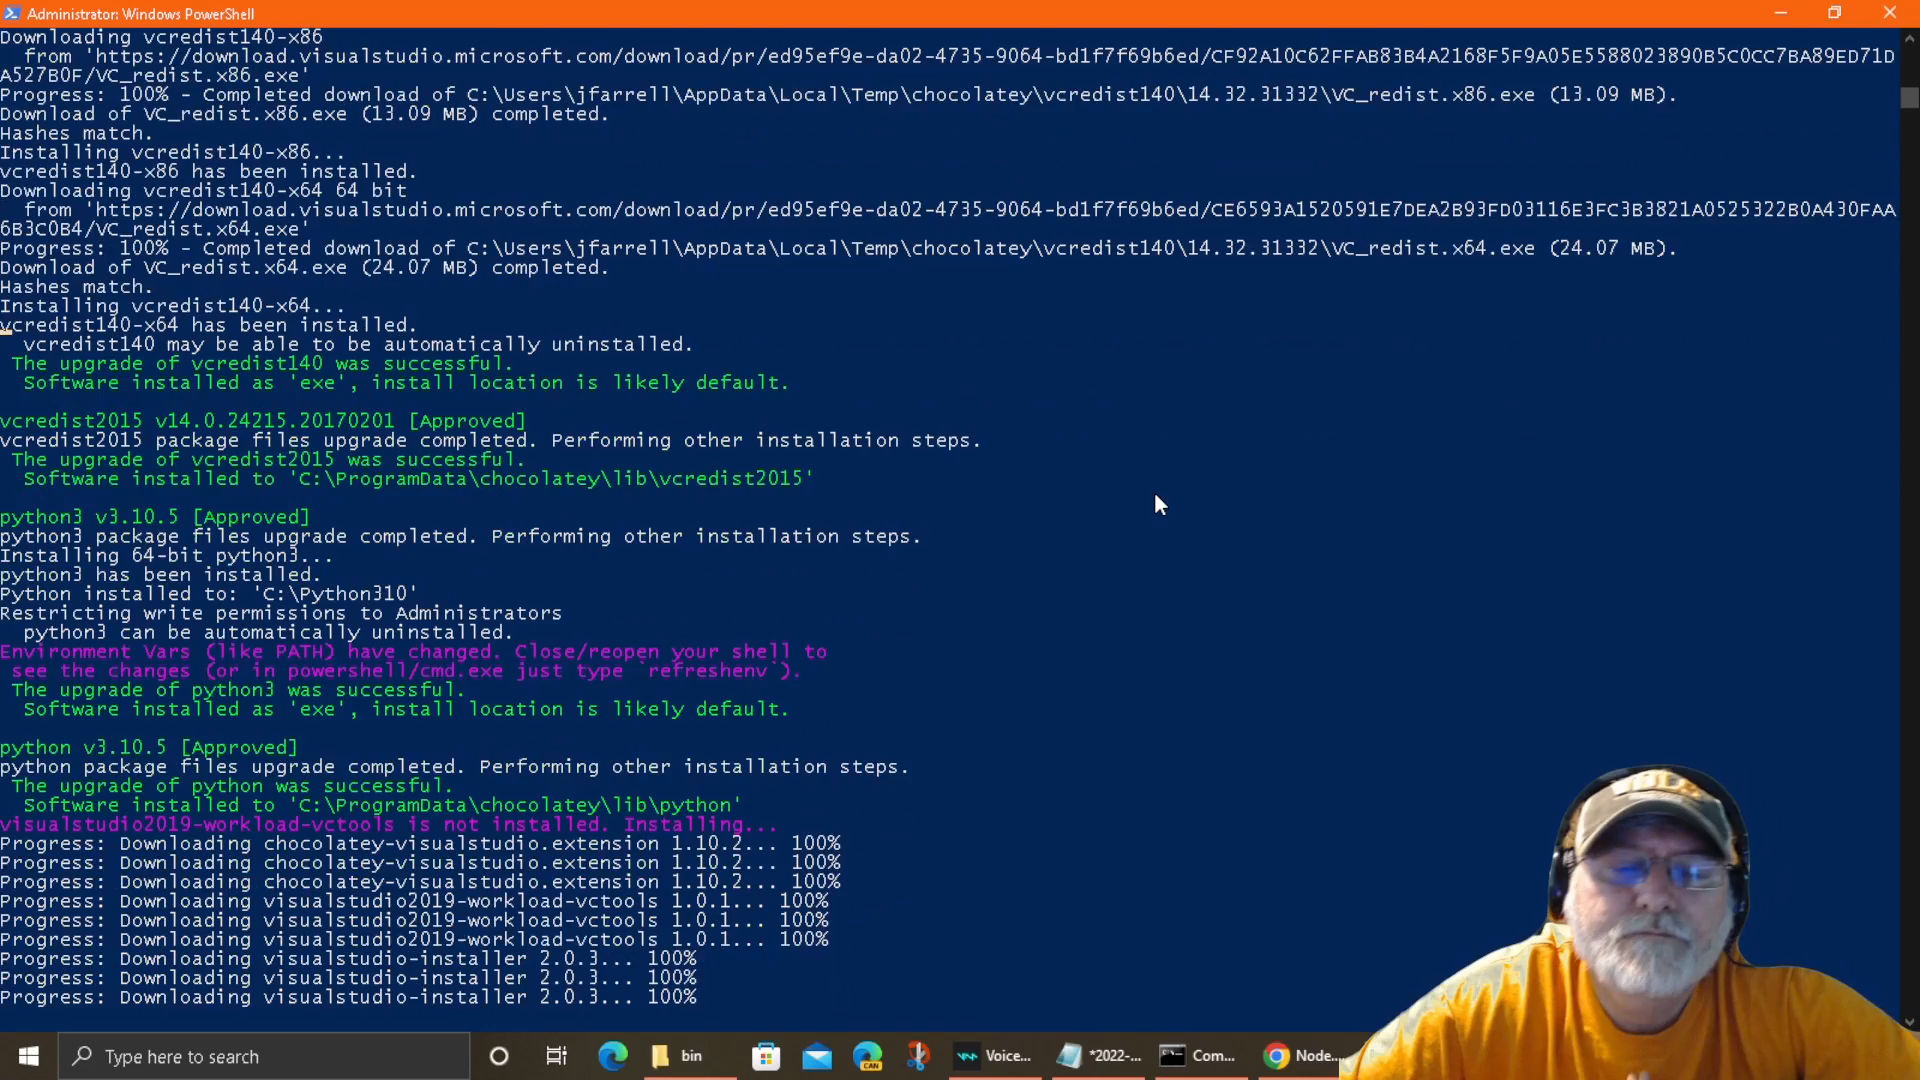 Administrator: Windows PowerShell
Downloading vcredist140-x86
from 'https://download.visualstudio.microsoft.com/download/pr/ed95ef9e-da02-4735-9064-bd1f7f69b6ed/CF92A10C62FFAB83B4A2168F5F9A05E5588023890B5C0CC7BA89ED71D
A527B0F/VC_redist.x86.exe'
Progress: 100% - Completed download of C:\Users\jfarrell\AppData\Local\Temp\chocolatey\vcredist140\14.32.31332\VC_redist.x86.exe (13.09 MB).
Download of VC_redist.x86.exe (13.09 MB) completed.
Hashes match.
Installing vcredist140-x86...
vcredist140-x86 has been installed.
Downloading vcredist140-x64 64 bit
from 'https://download.visualstudio.microsoft.com/download/pr/ed95ef9e-da02-4735-9064-bd1f7f69b6ed/CE6593A1520591E7DEA2B93FD03116E3FC3B3821A0525322B0A430FAA
6B3C0B4/VC_redist.x64.exe'
Progress: 100% - Completed download of C:\Users\jfarrell\AppData\Local\Temp\chocolatey\vcredist140\14.32.31332\VC_redist.x64.exe (24.07 MB).
Download of VC_redist.x64.exe (24.07 MB) completed.
Hashes match.
Installing vcredist140-x64...
vcredist140-x64 has been installed.
vcredist140 may be able to be automatically uninstalled.
The upgrade of vcredist140 was successful.
Software installed as 'exe', install location is likely default.
vcredist2015 v14.0.24215.20170201 [Approved]
vcredist2015 package files upgrade completed. Performing other installation steps.
The upgrade of vcredist2015 was successful.
Software installed to 'C:\ProgramData\chocolatey\lib\vcredist2015'
python3 v3.10.5 [Approved]
python3 package files upgrade completed. Performing other installation steps.
Installing 64-bit python3...
python3 has been installed.
Python installed to: 'C:\Python310'
Restricting write permissions to Administrators
python3 can be automatically uninstalled.
Environment Vars (like PATH) have changed. Close/reopen your shell to
see the changes (or in powershell/cmd.exe just type `refreshenv`).
The upgrade of python3 was successful.
Software installed as 'exe', install location is likely default.
python v3.10.5 [Approved]
python package files upgrade completed. Performing other installation steps.
The upgrade of python was successful.
Software installed to 'C:\ProgramData\chocolatey\lib\python'
visualstudio2019-workload-vctools is not installed. Installing...
Progress: Downloading chocolatey-visualstudio.extension 1.10.2... 100%
Progress: Downloading chocolatey-visualstudio.extension 1.10.2... 100%
Progress: Downloading chocolatey-visualstudio.extension 1.10.2... 100%
Progress: Downloading visualstudio2019-workload-vctools 1.0.1... 100%
Progress: Downloading visualstudio2019-workload-vctools 1.0.1... 100%
Progress: Downloading visualstudio2019-workload-vctools 1.0.1... 100%
Progress: Downloading visualstudio-installer 2.0.3... 100%
Progress: Downloading visualstudio-installer 2.0.3... 100%
Progress: Downloading visualstudio-installer 2.0.3... 100%
Type here to search
bin
CAN
Voice...
*2022-...
Com...
Node....